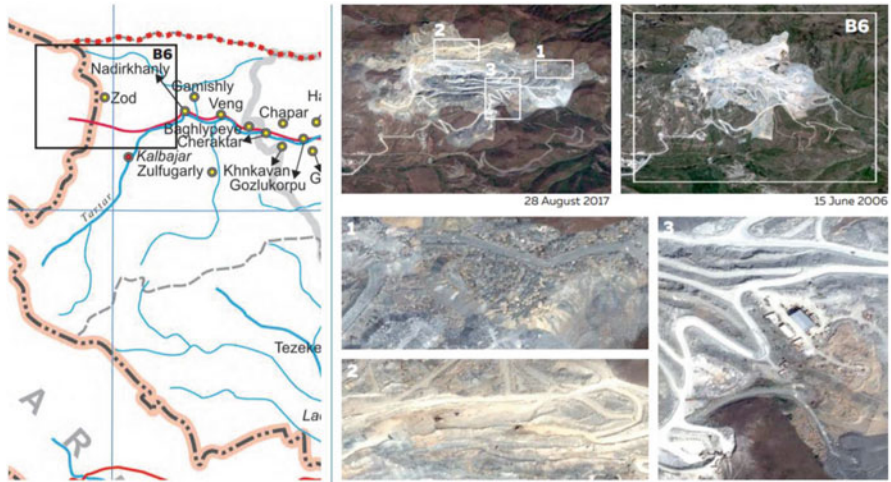 B6
Nadirkhanly
Gamishly
Zod
Veng
Chapar
Ha
Baghlypeye
Cheraktar
Kalbajar
Khnkavan
Zulfugarly
Gozlukorpu
G
Tartar
Tezeke
Lac
A
R
2
1
3
28 August 2017
B6
15 June 2006
1
2
3